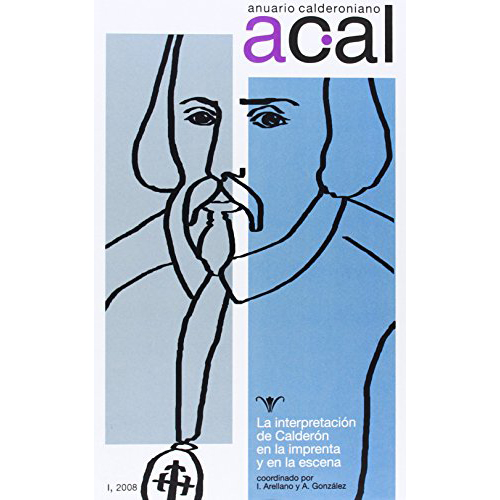 anuario calderoniano
acal
La interpretación
de Calderón
en la imprenta
y en la escena
coordinado por
I. Arellano y A. González
I, 2008